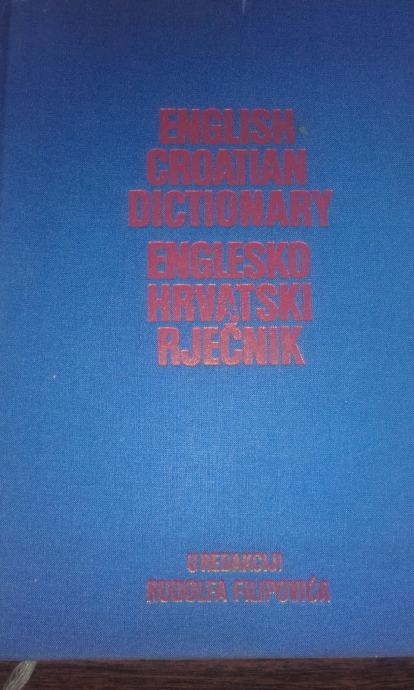 ENGLISH
CROATIAN
DICTIONARY
ENGLESKO
HRVATSKI
RJEČNIK
U REDAKCIJI
RUDOLFA FILIPOVIĆA